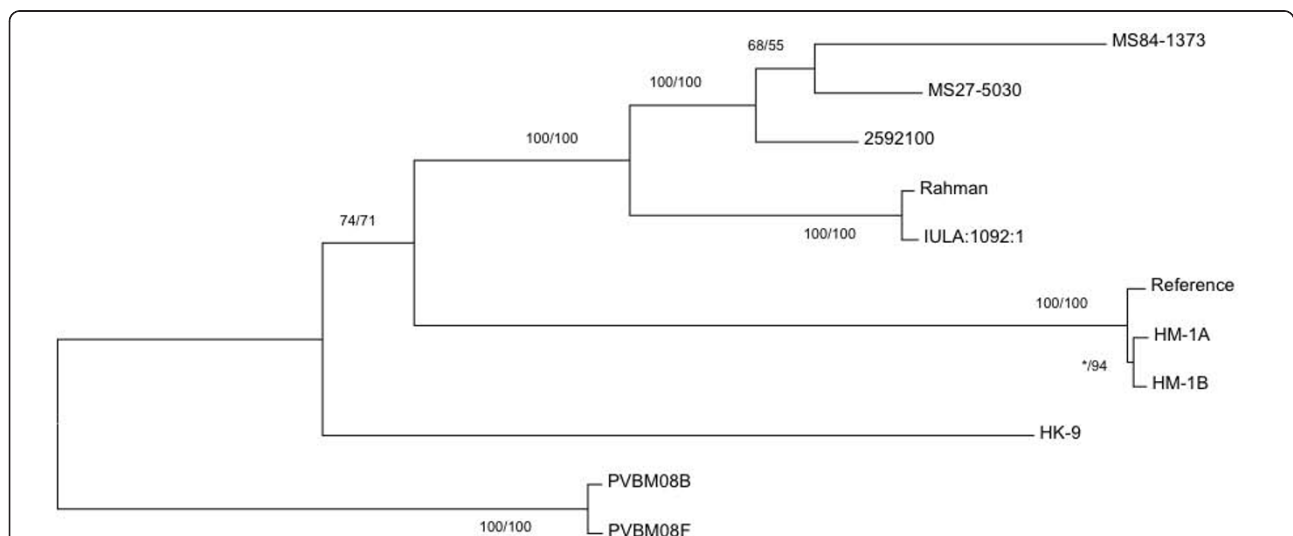 68/55
MS84-1373
100/100
MS27-5030
100/100
2592100
Rahman
74/71
100/100
IULA:1092:1
Reference
100/100
HM-1A
*/94
HM-1B
HK-9
PVBM08B
100/100
PVBM08F